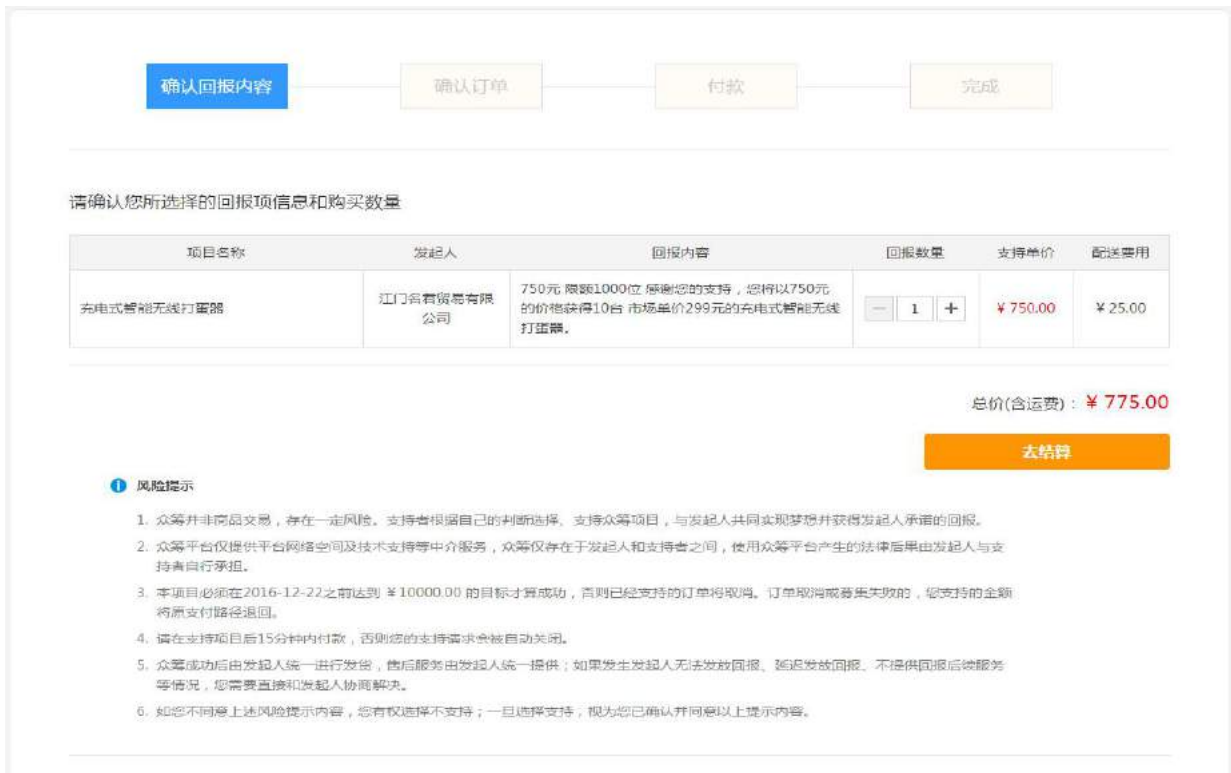 确认回报内容
确认订单
付款
完成
请确认您所选择的回报项信息和购买数量
项目名称
发起人
回报内容
回报数量
支持单价
配送费用
充电式智能无线打蛋器
江门名君贸易有限
公司
750元 限额1000位 感谢您的支持，您将以750元
的价格获得10台 市场单价299元的充电式智能无线
打蛋器。
— 1 +
¥ 750.00
¥ 25.00
总价(含运费)：¥ 775.00
去结算
风险提示
1. 众筹并非商品交易，存在一定风险。支持者根据自己的判断选择、支持众筹项目，与发起人共同实现梦想并获得发起人承诺的回报。
2. 众筹平台仅提供平台网络空间及技术支持等中介服务，众筹仅存在于发起人和支持者之间，使用众筹平台产生的法律后果由发起人与支
持者自行承担。
3. 本项目必须在2016-12-22之前达到 ¥10000.00 的目标才算成功，否则已经支持的订单将取消。订单取消或募集失败的，您支持的金额
将原支付路径退回。
4. 请在支持项目后15分钟内付款，否则您的支持请求会被自动关闭。
5. 众筹成功后由发起人统一进行发货，售后服务由发起人统一提供；如果发生发起人无法发放回报、延迟发放回报、不提供回报后续服务
等情况，您需要直接和发起人协商解决。
6. 如您不同意上述风险提示内容，您有权选择不支持；一旦选择支持，视为您已确认并同意以上提示内容。